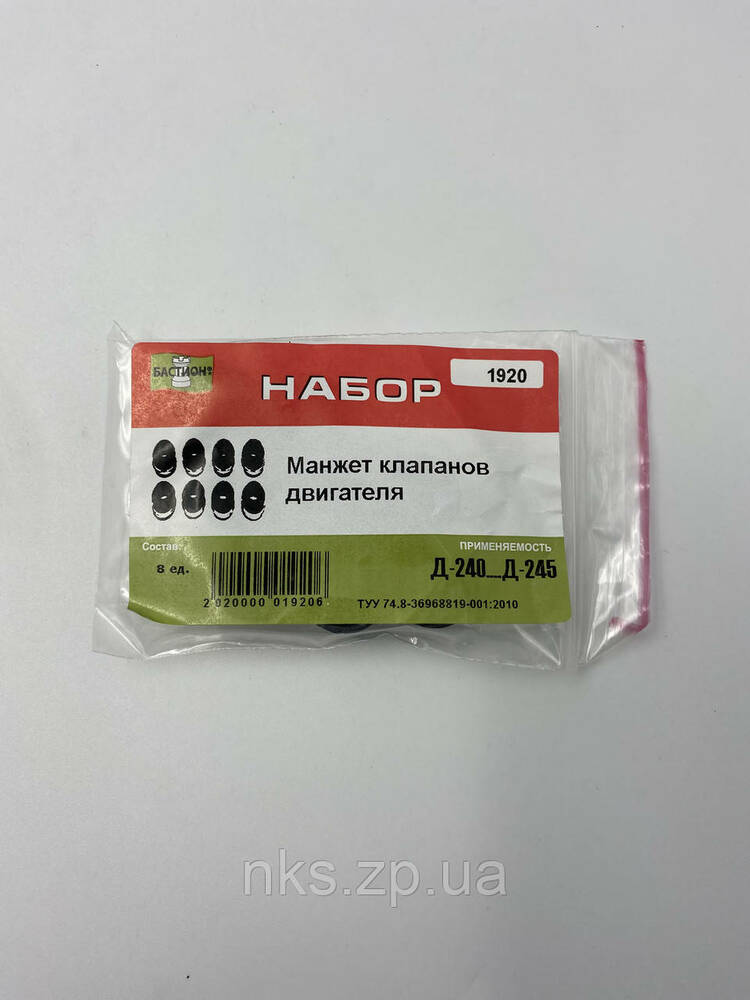 БАСТИОН®
НАБОР
1920
Манжет клапанов
двигателя
Состав:
8 ед.
ПРИМЕНЯЕМОСТЬ
Д-240....Д-245
2 020000 019206
ТУУ 74.8-36968819-001:2010
nks.zp.ua